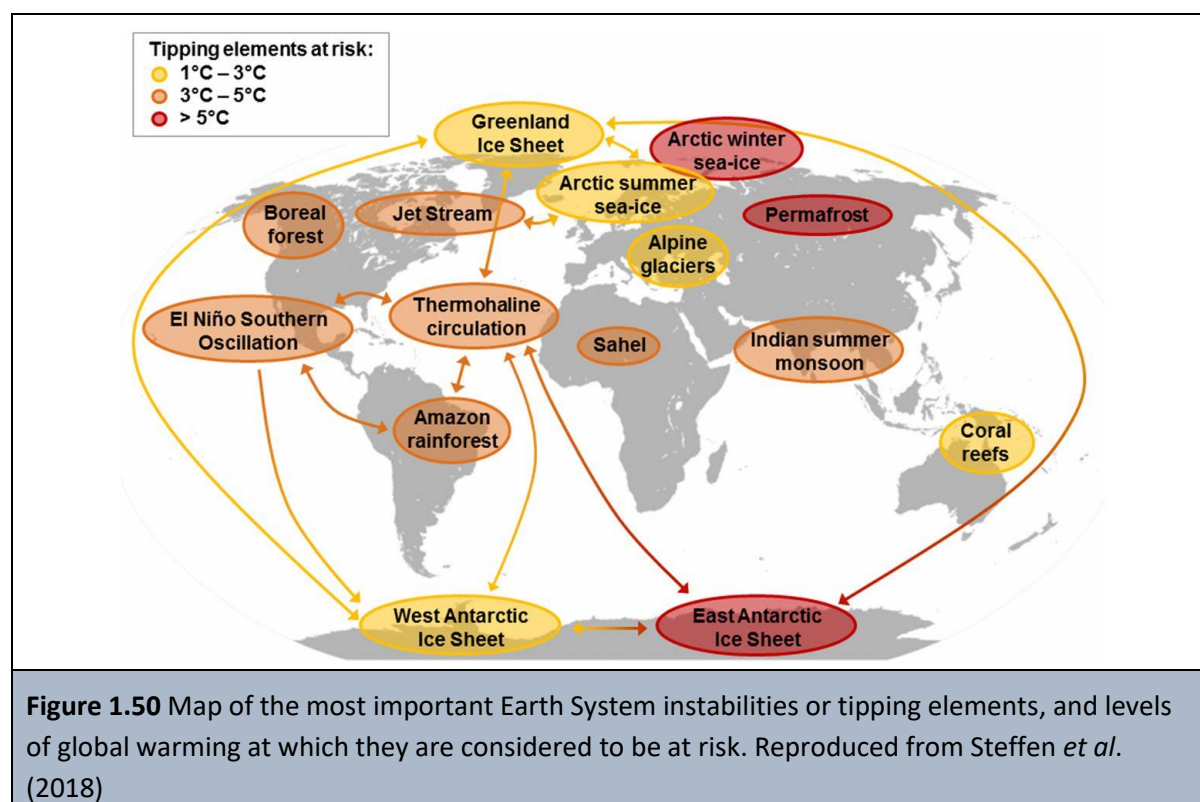 Tipping elements at risk:
1°C – 3°C
3°C – 5°C
> 5°C
Greenland
Ice Sheet
Arctic winter
sea-ice
Arctic summer
sea-ice
Boreal
forest
Jet Stream
Permafrost
Alpine
glaciers
El Niño Southern
Oscillation
Thermohaline
circulation
Sahel
Indian summer
monsoon
Amazon
rainforest
Coral
reefs
West Antarctic
Ice Sheet
East Antarctic
Ice Sheet
Figure 1.50 Map of the most important Earth System instabilities or tipping elements, and levels
of global warming at which they are considered to be at risk. Reproduced from Steffen et al.
(2018)